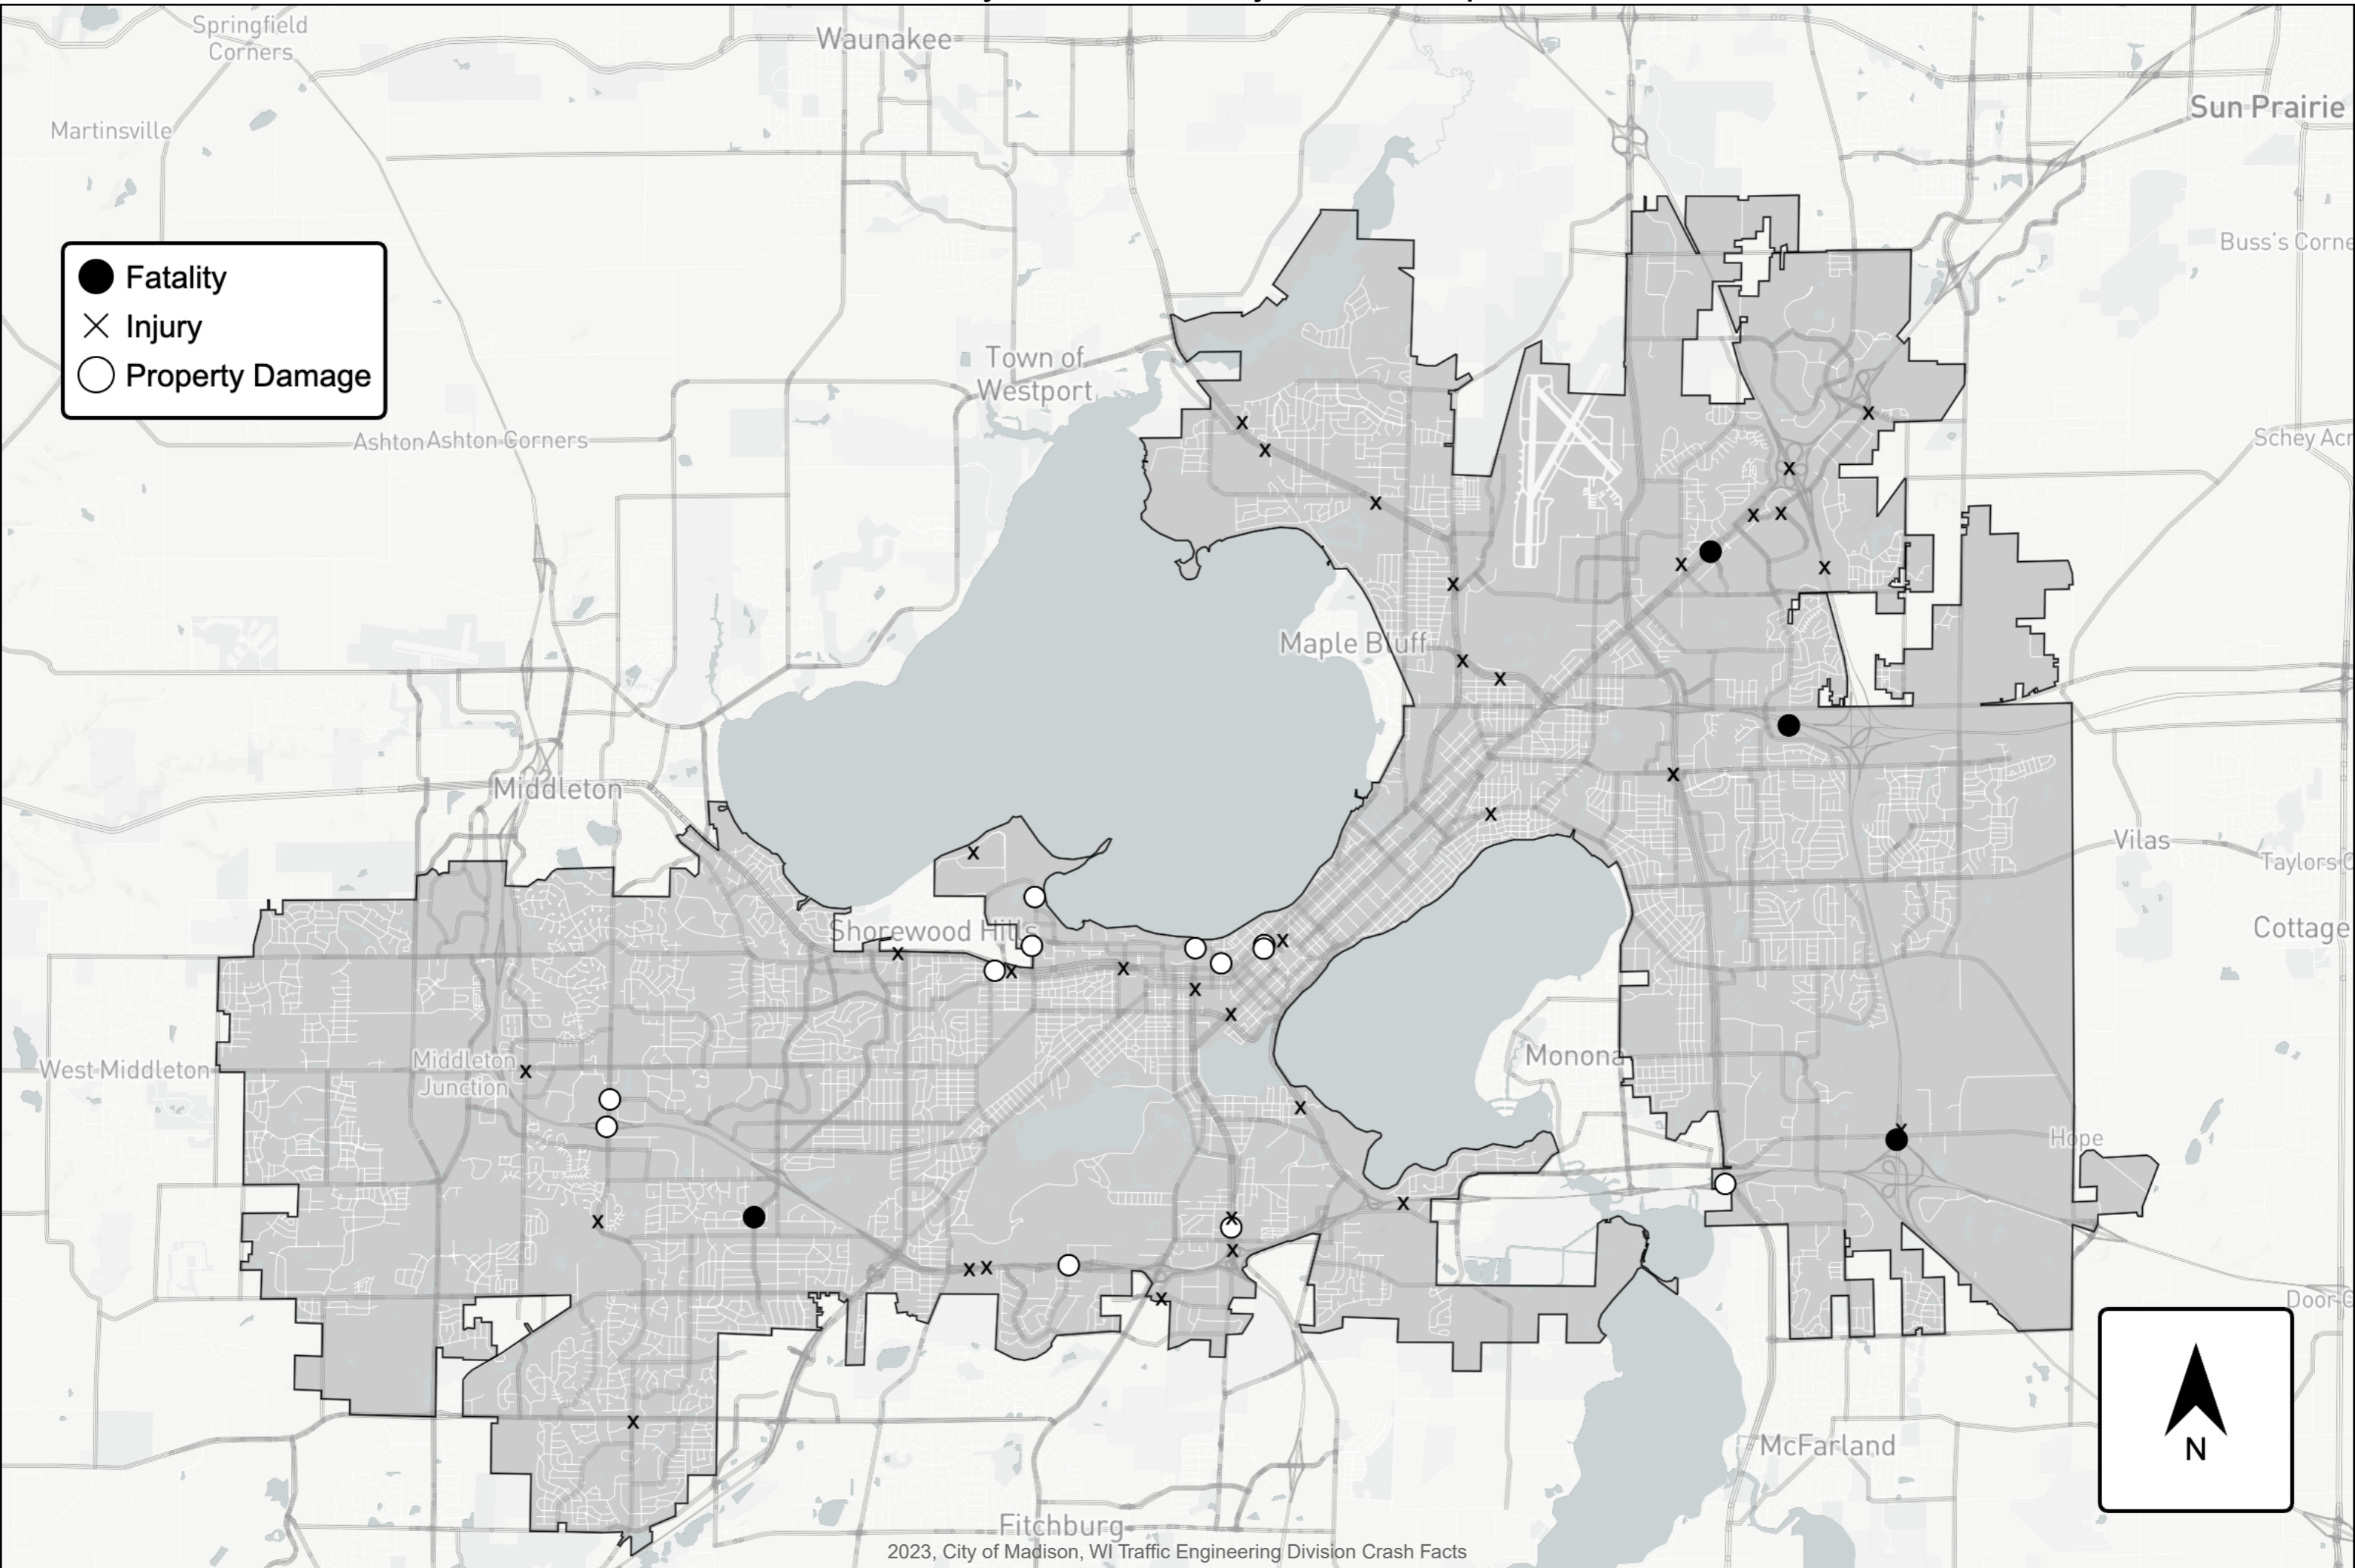 Springfield
Corners
Waunakee
Sun Prairie
Martinsville
Buss's Corne
Fatality
Injury
Property Damage
Town of
Westport
Ashton
Ashton Corners
Schey Acr
Maple Bluff
Middleton
Vilas
Taylors C
Shorewood Hills
Cottage
West Middleton
Middleton
Junction
Monona
Hope
Door C
McFarland
N
Fitchburg
2023, City of Madison, WI Traffic Engineering Division Crash Facts